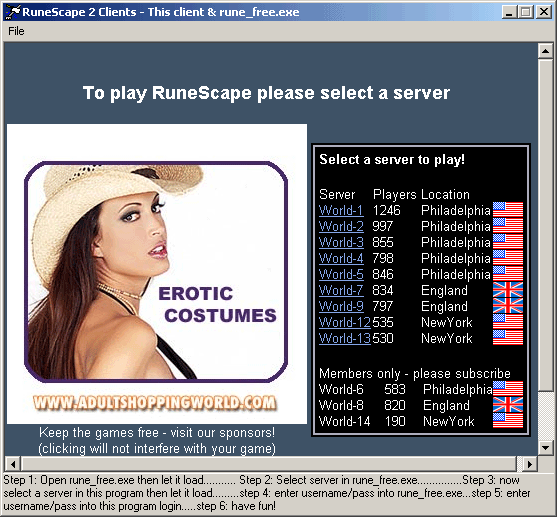 RuneScape 2 Clients - This client & rune_free.exe
File
To play RuneScape please select a server
EROTIC
COSTUMES
WWW.ADULTSHOPPINGWORLD.COM
Keep the games free - visit our sponsors!
(clicking will not interfere with your game)
Select a server to play!
Server Players Location
World-1 1246 Philadelphia
World-2 997 Philadelphia
World-3 855 Philadelphia
World-4 798 Philadelphia
World-5 846 Philadelphia
World-7 834 England
World-9 797 England
World-12 535 NewYork
World-13 530 NewYork
Members only - please subscribe
World-6 583 Philadelphia
World-8 820 England
World-14 190 NewYork
Step 1: Open rune_free.exe then let it load........... Step 2: Select server in rune_free.exe...............Step 3: now
select a server in this program then let it load.........step 4: enter username/pass into rune_free.exe...step 5: enter
username/pass into this program login.....step 6: have fun!